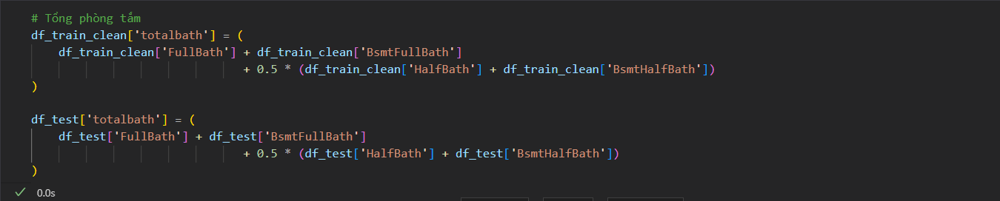 # Tổng phòng tắm
df_train_clean['totalbath'] = (
    df_train_clean['FullBath'] + df_train_clean['BsmtFullBath']
                               + 0.5 * (df_train_clean['HalfBath'] + df_train_clean['BsmtHalfBath'])
)

df_test['totalbath'] = (
    df_test['FullBath'] + df_test['BsmtFullBath']
                               + 0.5 * (df_test['HalfBath'] + df_test['BsmtHalfBath'])
)
0.0s